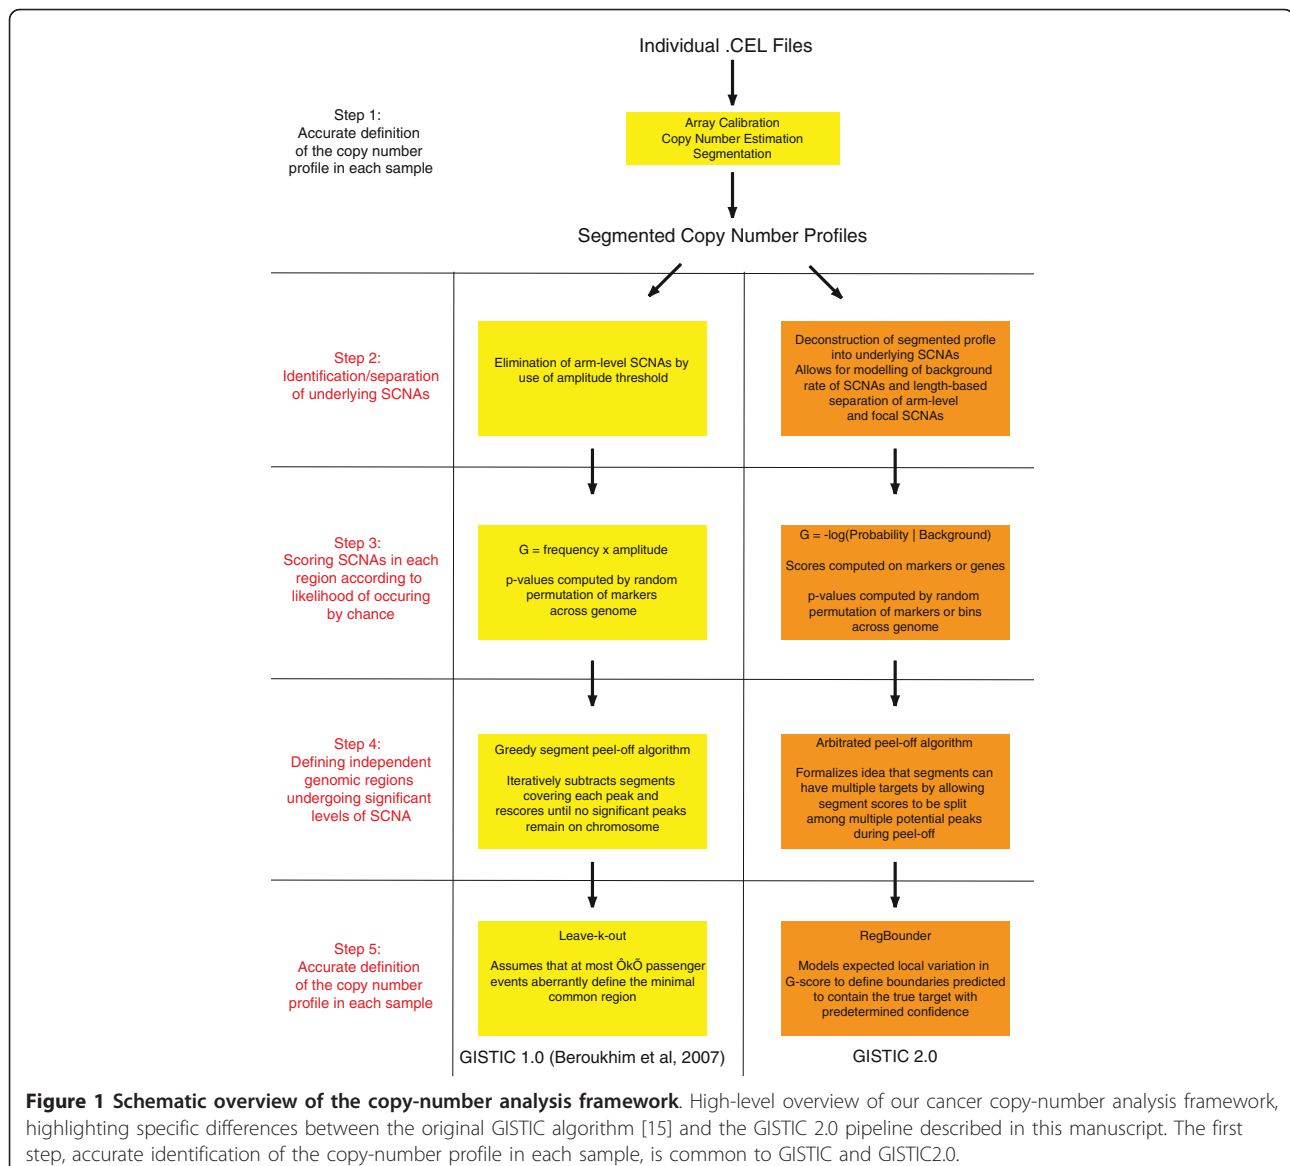 Individual .CEL Files
Step 1:
Accurate definition
of the copy number
profile in each sample
Array Calibration
Copy Number Estimation
Segmentation
Segmented Copy Number Profiles
Step 2:
Identification/separation
of underlying SCNAs
Elimination of arm-level SCNAs by
use of amplitude threshold
Deconstruction of segmented profle
into underlying SCNAs
Allows for modelling of background
rate of SCNAs and length-based
separation of arm-level
and focal SCNAs
Step 3:
Scoring SCNAs in each
region according to
likelihood of occuring
by chance
G = frequency x amplitude
p-values computed by random
permutation of markers
across genome
G = -log(Probability | Background)
Scores computed on markers or genes
p-values computed by random
permutation of markers or bins
across genome
Step 4:
Defining independent
genomic regions
undergoing significant
levels of SCNA
Greedy segment peel-off algorithm
Iteratively subtracts segments
covering each peak and
rescores until no significant peaks
remain on chromosome
Arbitrated peel-off algorithm
Formalizes idea that segments can
have multiple targets by allowing
segment scores to be split
among multiple potential peaks
during peel-off
Step 5:
Accurate definition
of the copy number
profile in each sample
Leave-k-out
Assumes that at most ÔkÕ passenger
events aberrantly define the minimal
common region
RegBounder
Models expected local variation in
G-score to define boundaries predicted
to contain the true target with
predetermined confidence
GISTIC 1.0 (Beroukhim et al, 2007)
GISTIC 2.0
Figure 1 Schematic overview of the copy-number analysis framework. High-level overview of our cancer copy-number analysis framework,
highlighting specific differences between the original GISTIC algorithm [15] and the GISTIC 2.0 pipeline described in this manuscript. The first
step, accurate identification of the copy-number profile in each sample, is common to GISTIC and GISTIC2.0.